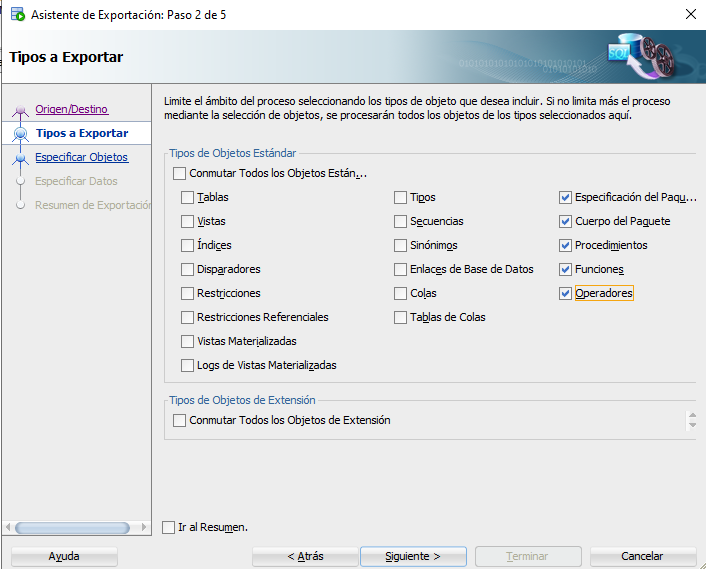 Asistente de Exportación: Paso 2 de 5
Tipos a Exportar
SQL
01010101010101010101010101
0101010101
Origen/Destino
Tipos a Exportar
Especificar Objetos
Especificar Datos
Resumen de Exportación
Limite el ámbito del proceso seleccionando los tipos de objeto que desea incluir. Si no limita más el proceso
mediante la selección de objetos, se procesarán todos los objetos de los tipos seleccionados aquí.
Tipos de Objetos Estándar
Conmutar Todos los Objetos Están...
Tablas
Tipos
Especificación del Paqu...
Vistas
Secuencias
Cuerpo del Paquete
Índices
Sinónimos
Procedimientos
Disparadores
Enlaces de Base de Datos
Funciones
Restricciones
Colas
Operadores
Restricciones Referenciales
Tablas de Colas
Vistas Materializadas
Logs de Vistas Materializadas
Tipos de Objetos de Extensión
Conmutar Todos los Objetos de Extensión
Ir al Resumen.
Ayuda
< Atrás
Siguiente >
Terminar
Cancelar